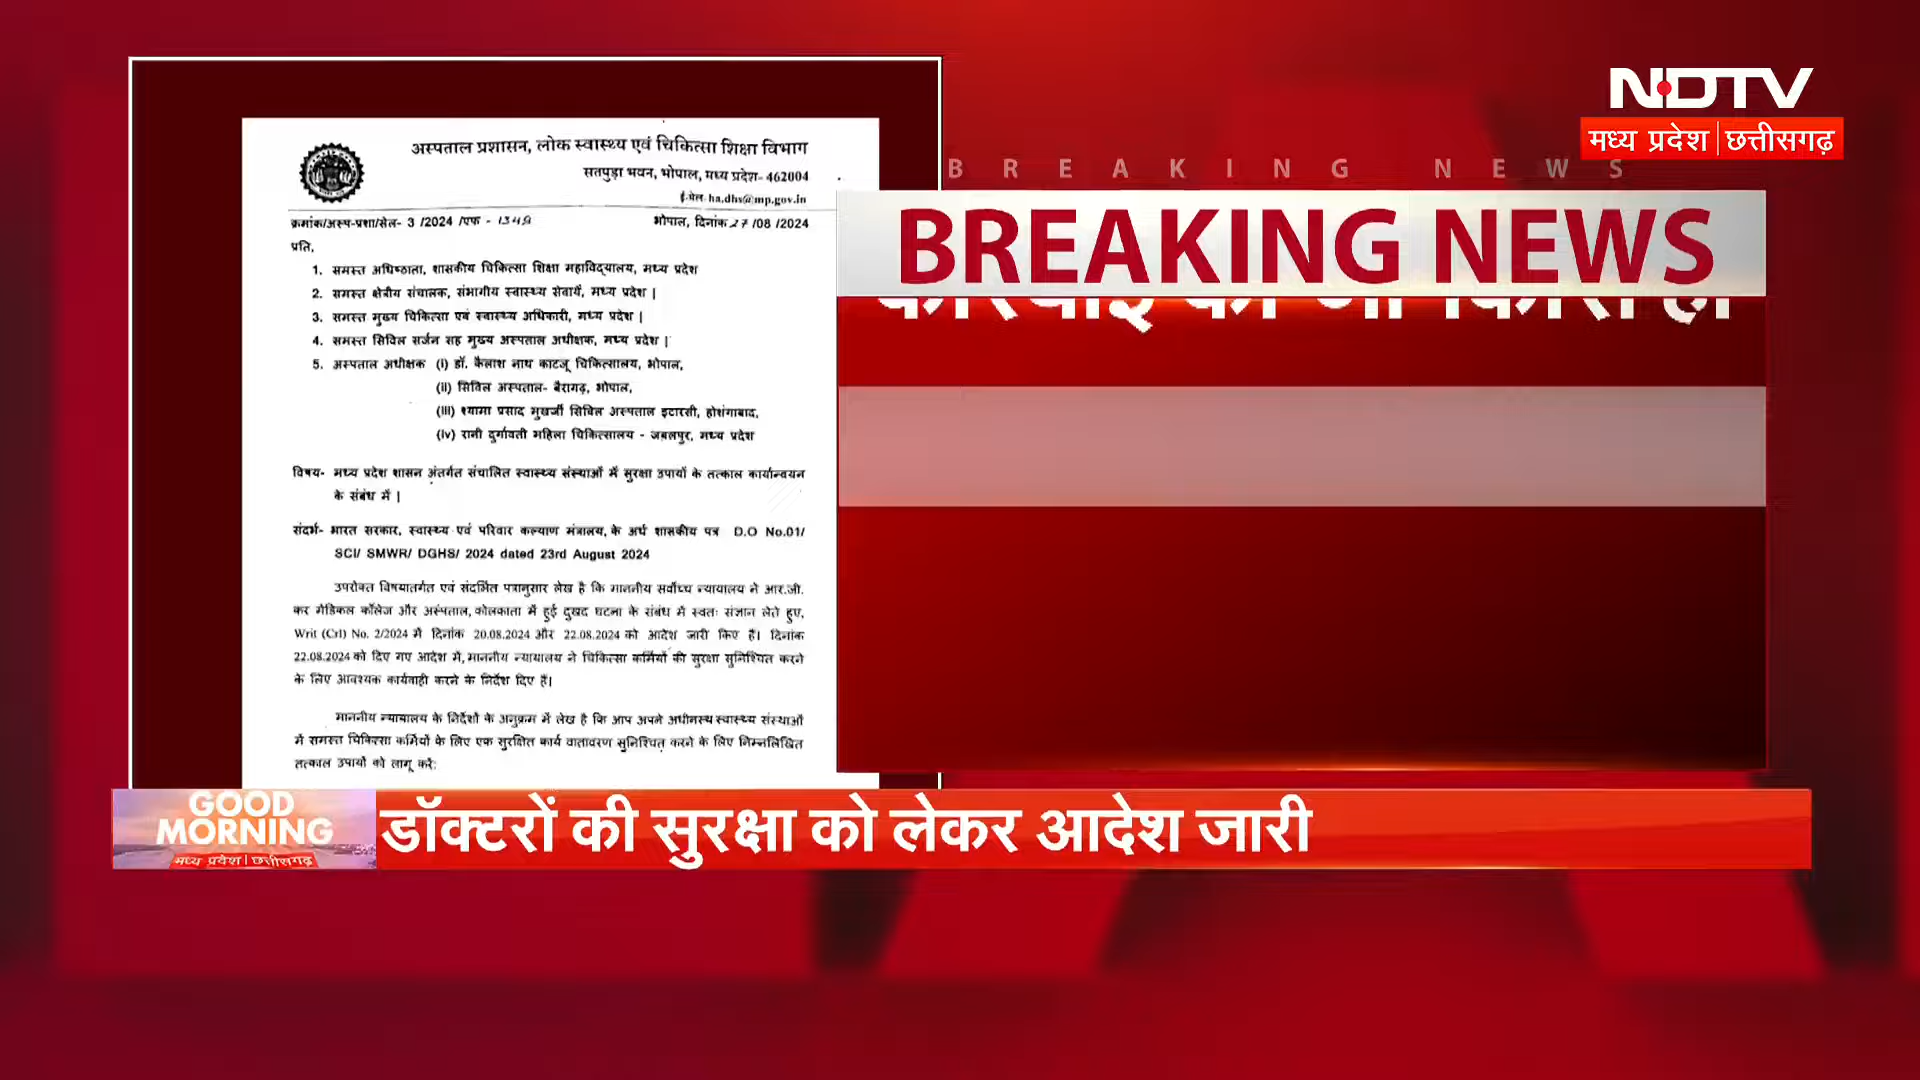 अस्पताल प्रशासन, लोक स्वास्थ्य एवं चिकित्सा शिक्षा विभाग
सतपुड़ा भवन, भोपाल, मध्य प्रदेश- 462004
ई-मेल- ha.dhs@mp.gov.in
क्रमांक/अस्प-प्रशा/सेल- 3 /2024 /एफ -
भोपाल, दिनांक 27 /08 /2024
प्रति,
1. समस्त अधिष्ठाता, शासकीय चिकित्सा शिक्षा महाविद्यालय, मध्य प्रदेश
2. समस्त क्षेत्रीय संचालक, संभागीय स्वास्थ्य सेवायें, मध्य प्रदेश |
3. समस्त मुख्य चिकित्सा एवं स्वास्थ्य अधिकारी, मध्य प्रदेश |
4. समस्त सिविल सर्जन सह मुख्य अस्पताल अधीक्षक, मध्य प्रदेश |
5. अस्पताल अधीक्षक (i) डॉ. कैलाश नाथ काटजू चिकित्सालय, भोपाल,
(ii) सिविल अस्पताल- बैरागढ़, भोपाल,
(iii) श्यामा प्रसाद मुखर्जी सिविल अस्पताल इटारसी, होशंगाबाद,
(iv) रानी दुर्गावती महिला चिकित्सालय - जबलपुर, मध्य प्रदेश
विषय- मध्य प्रदेश शासन अंतर्गत संचालित स्वास्थ्य संस्थाओं में सुरक्षा उपायों के तत्काल कार्यान्वयन
के संबंध में |
संदर्भ- भारत सरकार, स्वास्थ्य एवं परिवार कल्याण मंत्रालय, के अर्ध शासकीय पत्र D.O No.01/
SCI/ SMWR/ DGHS/ 2024 dated 23rd August 2024
उपरोक्त विषयातर्गत एवं संदर्भित पत्रानुसार लेख है कि माननीय सर्वोच्च न्यायालय ने आर.जी.
कर मेडिकल कॉलेज और अस्पताल, कोलकाता में हुई दुखद घटना के संबंध में स्वतः संज्ञान लेते हुए,
Writ (Crl) No. 2/2024 में दिनांक 20.08.2024 और 22.08.2024 को आदेश जारी किए हैं। दिनांक
22.08.2024 को दिए गए आदेश में, माननीय न्यायालय ने चिकित्सा कर्मियों की सुरक्षा सुनिश्चित करने
के लिए आवश्यक कार्यवाही करने के निर्देश दिए हैं।
माननीय न्यायालय के निर्देशों के अनुक्रम में लेख है कि आप अपने अधीनस्थ स्वास्थ्य संस्थाओं
में समस्त चिकित्सा कर्मियों के लिए एक सुरक्षित कार्य वातावरण सुनिश्चित करने के लिए निम्नलिखित
तत्काल उपायों को लागू करें:
NDTV
मध्य प्रदेश | छत्तीसगढ़
BREAKING NEWS
BREAKING NEWS
GOOD
MORNING
मध्य प्रदेश | छत्तीसगढ़
डॉक्टरों की सुरक्षा को लेकर आदेश जारी